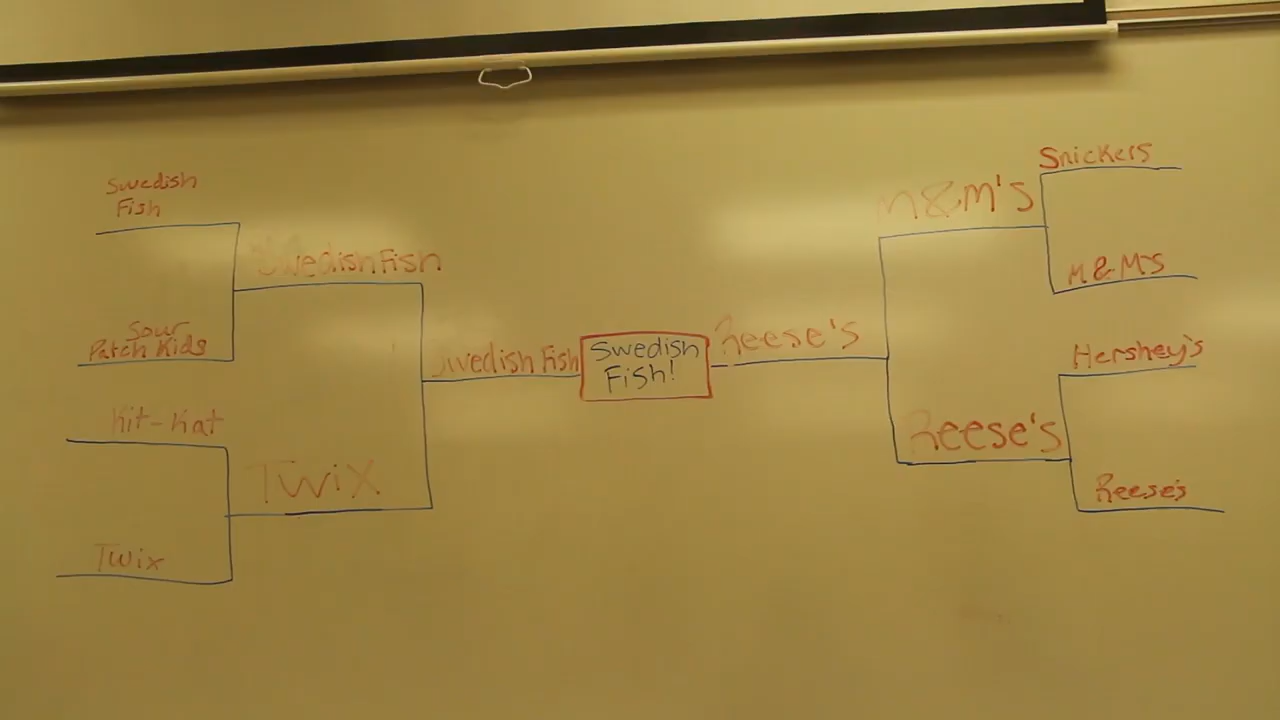 Swedish
Fish
Sour
Patch Kids
Kit-Kat
Twix
Swedish Fish
Twix
Swedish Fish
Swedish
Fish!
Reese's
M&M's
Reese's
Snickers
M&M's
Hershey's
Reese's